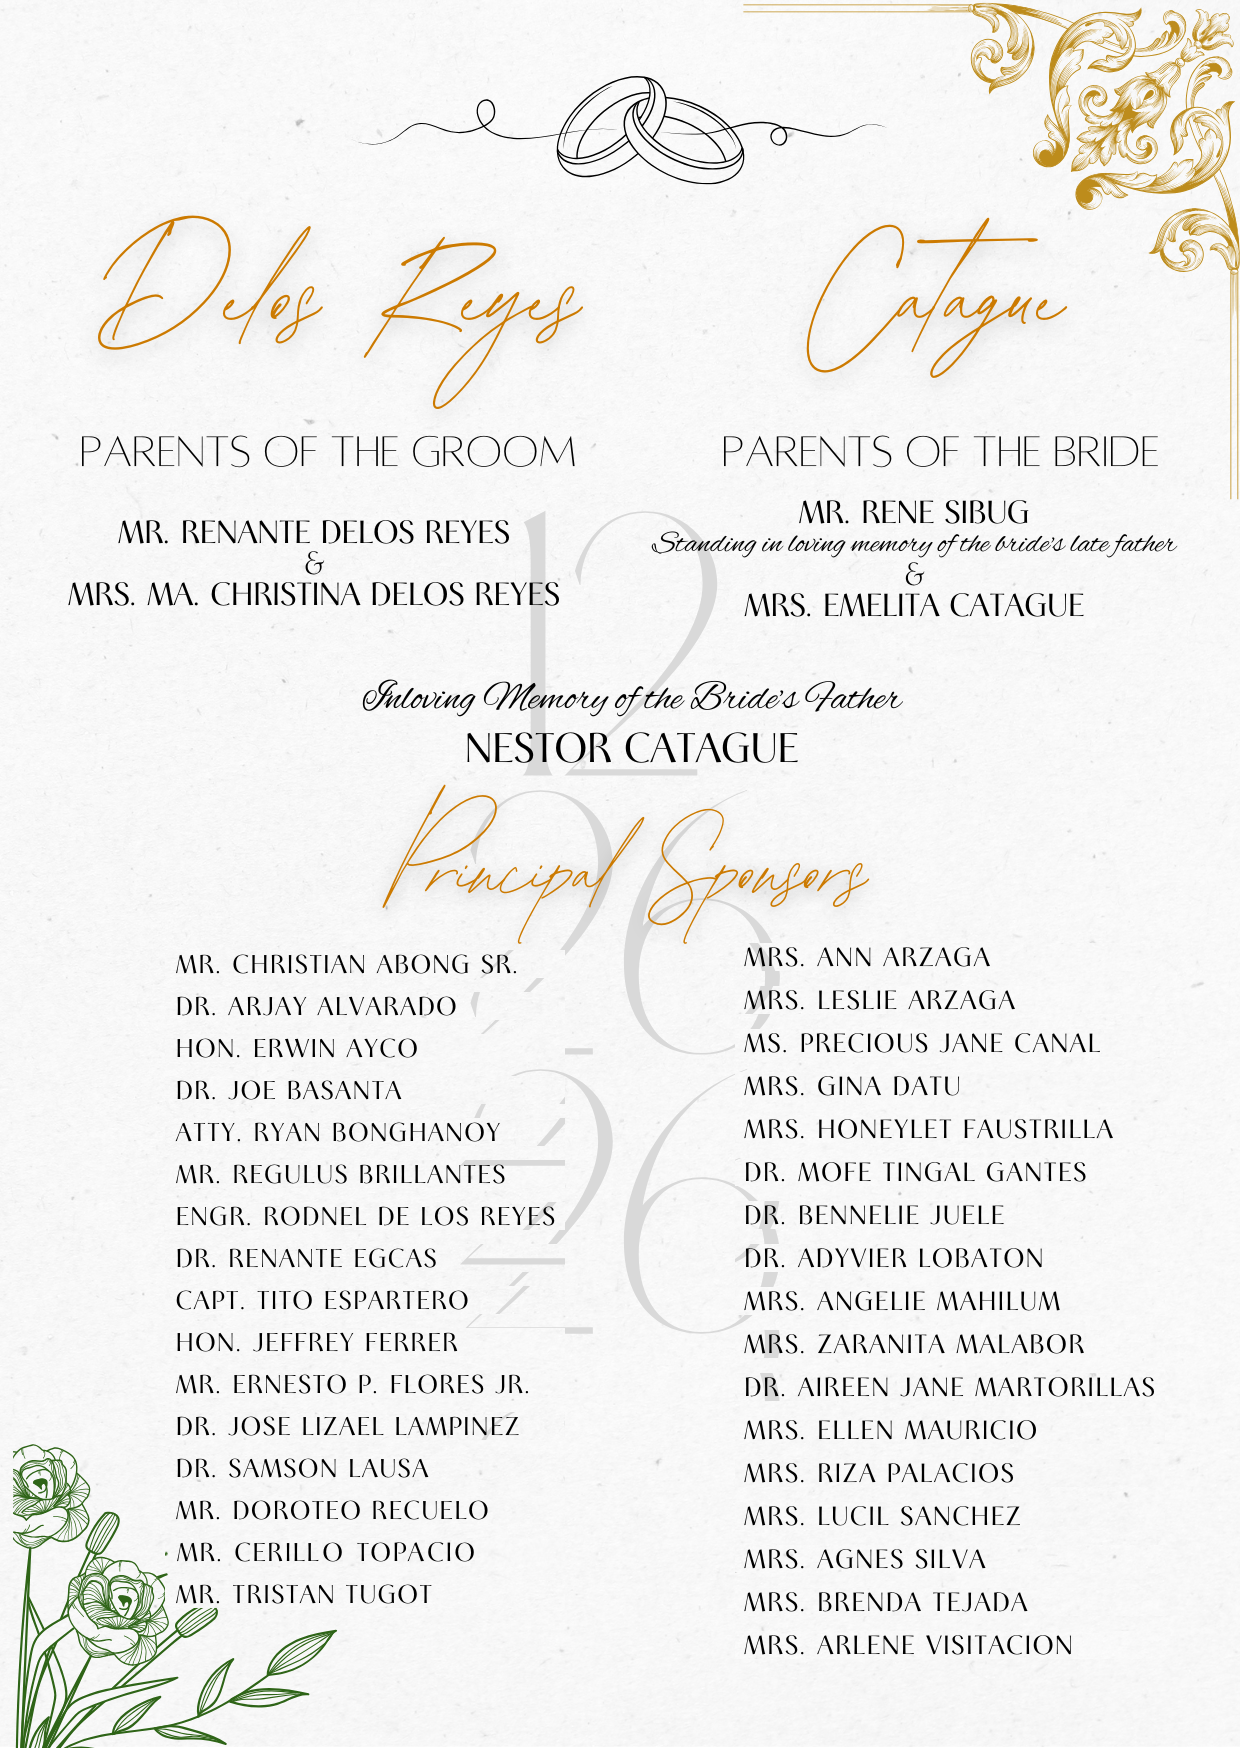 Delos Reyes
PARENTS OF THE GROOM
MR. RENANTE DELOS REYES
&
MRS. MA. CHRISTINA DELOS REYES
Catague
PARENTS OF THE BRIDE
MR. RENE SIBUG
Standing in loving memory of the bride's late father
&
MRS. EMELITA CATAGUE
12
26
26
Inloving Memory of the Bride's Father
NESTOR CATAGUE
Principal Sponsors
MR. CHRISTIAN ABONG SR.
DR. ARJAY ALVARADO
HON. ERWIN AYCO
DR. JOE BASANTA
ATTY. RYAN BONGHANOY
MR. REGULUS BRILLANTES
ENGR. RODNEL DE LOS REYES
DR. RENANTE EGCAS
CAPT. TITO ESPARTERO
HON. JEFFREY FERRER
MR. ERNESTO P. FLORES JR.
DR. JOSE LIZAEL LAMPINEZ
DR. SAMSON LAUSA
MR. DOROTEO RECUELO
MR. CERILLO TOPACIO
MR. TRISTAN TUGOT
MRS. ANN ARZAGA
MRS. LESLIE ARZAGA
MS. PRECIOUS JANE CANAL
MRS. GINA DATU
MRS. HONEYLET FAUSTRILLA
DR. MOFE TINGAL GANTES
DR. BENNELIE JUELE
DR. ADYVIER LOBATON
MRS. ANGELIE MAHILUM
MRS. ZARANITA MALABOR
DR. AIREEN JANE MARTORILLAS
MRS. ELLEN MAURICIO
MRS. RIZA PALACIOS
MRS. LUCIL SANCHEZ
MRS. AGNES SILVA
MRS. BRENDA TEJADA
MRS. ARLENE VISITACION